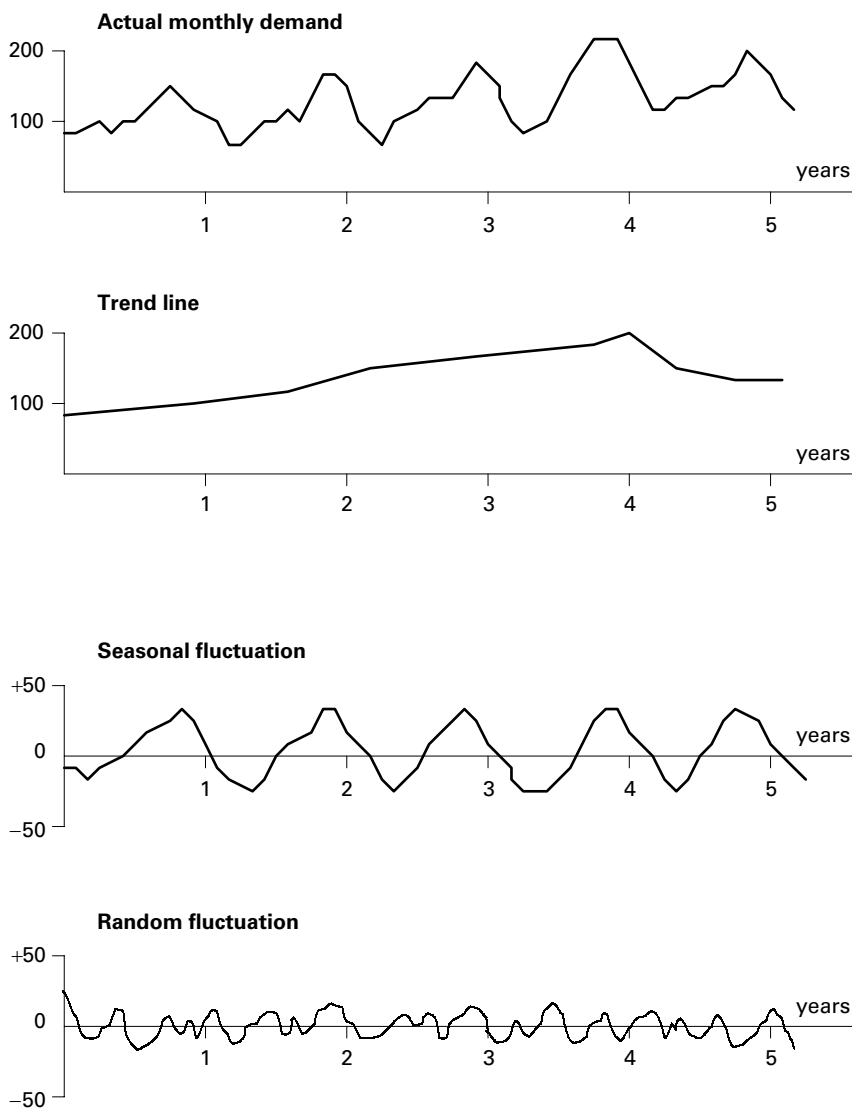 Actual monthly demand
200
100
years
1 2 3 4 5
Trend line
200
100
years
1 2 3 4 5
Seasonal fluctuation
+50
0
years
1 2 3 4 5
−50
Random fluctuation
+50
0
years
1 2 3 4 5
−50